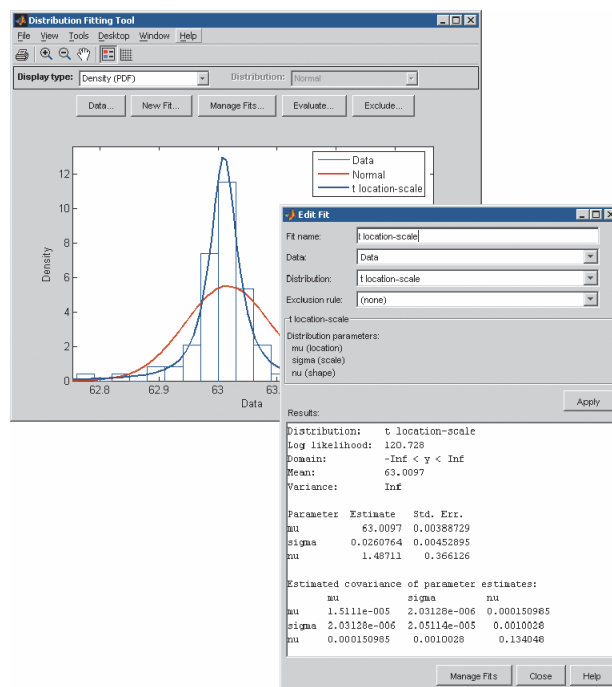 Distribution Fitting Tool
File View Tools Desktop Window Help
Display type: Density (PDF) Distribution: Normal
Data... New Fit... Manage Fits... Evaluate... Exclude...
Data
Normal
t location-scale
12
10
8
6
4
2
0
Density
62.8 62.9 63 63.
Data
Edit Fit
Fit name: t location-scale
Data: Data
Distribution: t location-scale
Exclusion rule: (none)
t location-scale
Distribution parameters:
mu (location)
sigma (scale)
nu (shape)
Apply
Results:
Distribution: t location-scale
Log likelihood: 120.728
Domain: -Inf < y < Inf
Mean: 63.0097
Variance: Inf
Parameter Estimate Std. Err.
mu 63.0097 0.00388729
sigma 0.0260764 0.00452895
nu 1.48711 0.366126
Estimated covariance of parameter estimates:
mu sigma nu
mu 1.5111e-005 2.03128e-006 0.000150985
sigma 2.03128e-006 2.05114e-005 0.0010028
nu 0.000150985 0.0010028 0.134048
Manage Fits Close Help